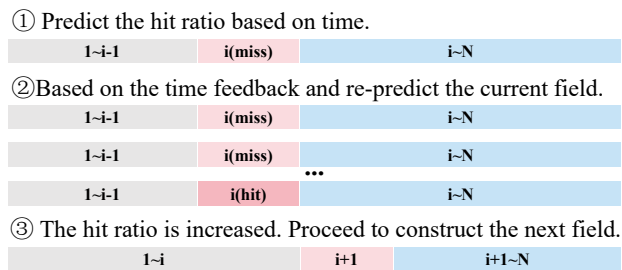 ① Predict the hit ratio based on time.
1~i-1 i(miss) i~N
②Based on the time feedback and re-predict the current field.
1~i-1 i(miss) i~N
1~i-1 i(miss) i~N
...
1~i-1 i(hit) i~N
③ The hit ratio is increased. Proceed to construct the next field.
1~i i+1 i+1~N